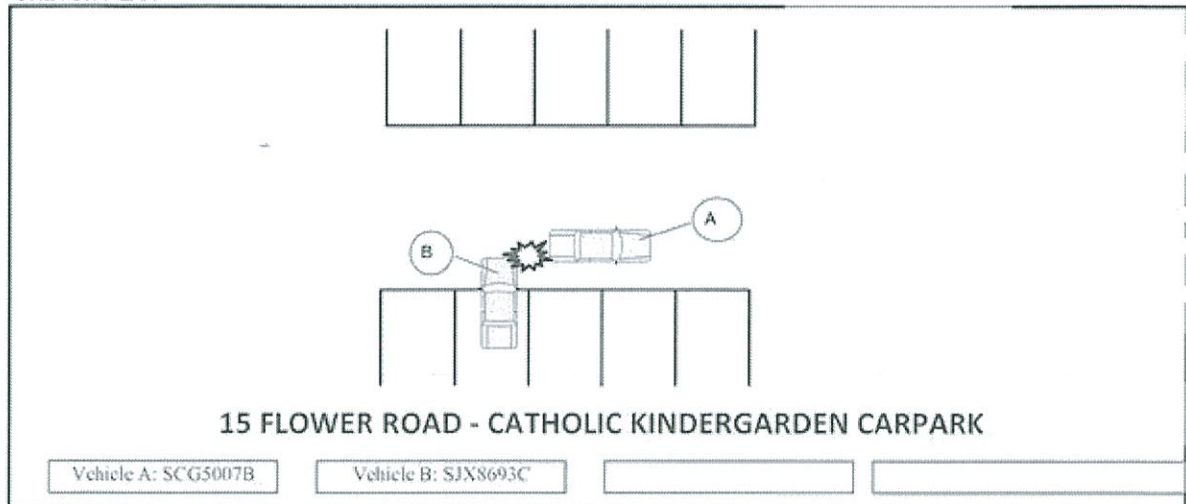 A
B
15 FLOWER ROAD - CATHOLIC KINDERGARDEN CARPARK
Vehicle A: SCG5007B
Vehicle B: SJX8693C